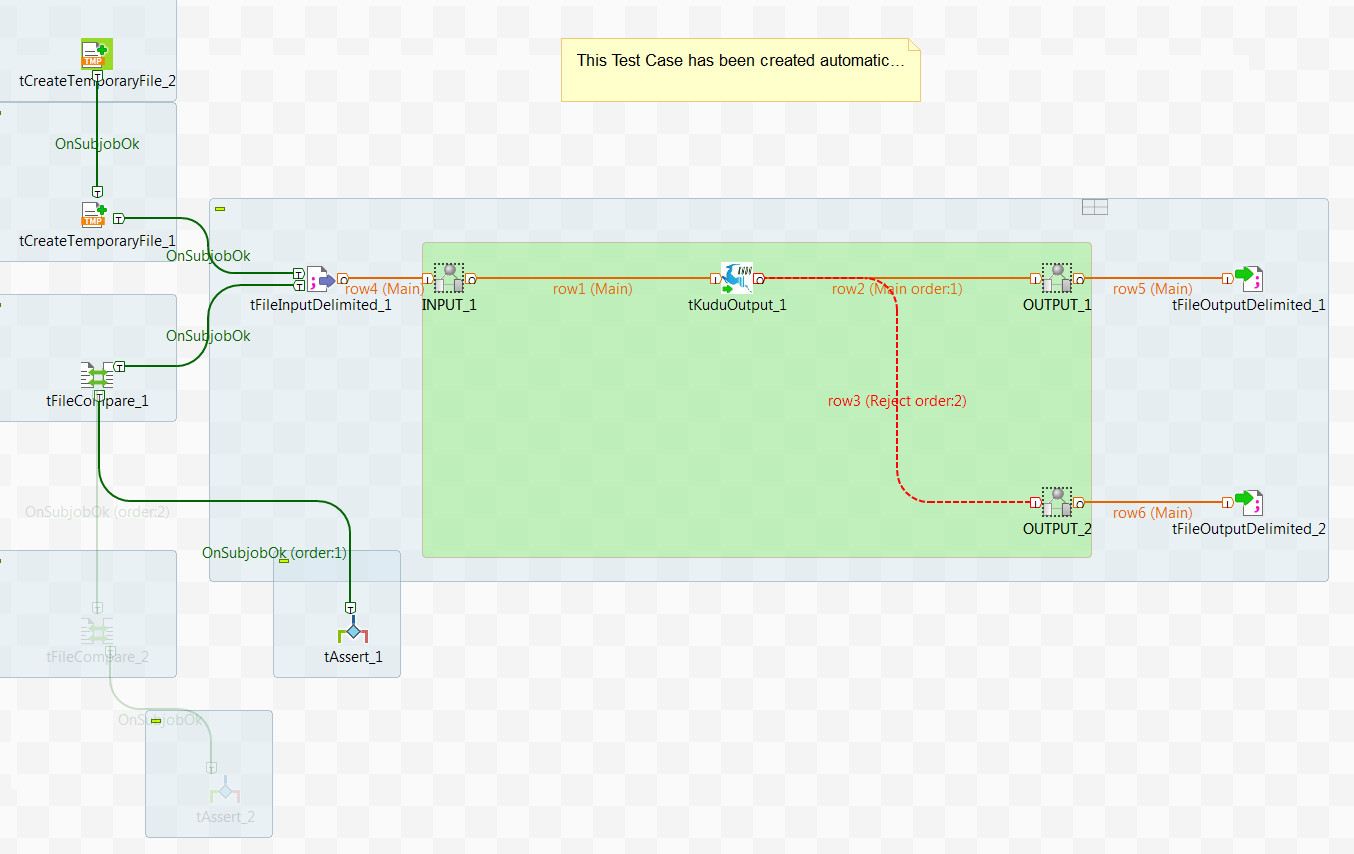 tCreateTemporaryFile_2
This Test Case has been created automatic...
OnSubjobOk
tCreateTemporaryFile_1
OnSubjobOk
tFileInputDelimited_1
row4 (Main)
INPUT_1
row1 (Main)
tKuduOutput_1
row2 (Main order:1)
OUTPUT_1
row5 (Main)
tFileOutputDelimited_1
OnSubjobOk
tFileCompare_1
row3 (Reject order:2)
OnSubjobOk (order:2)
OUTPUT_2
row6 (Main)
tFileOutputDelimited_2
OnSubjobOk (order:1)
tFileCompare_2
tAssert_1
OnSubjobOk
tAssert_2